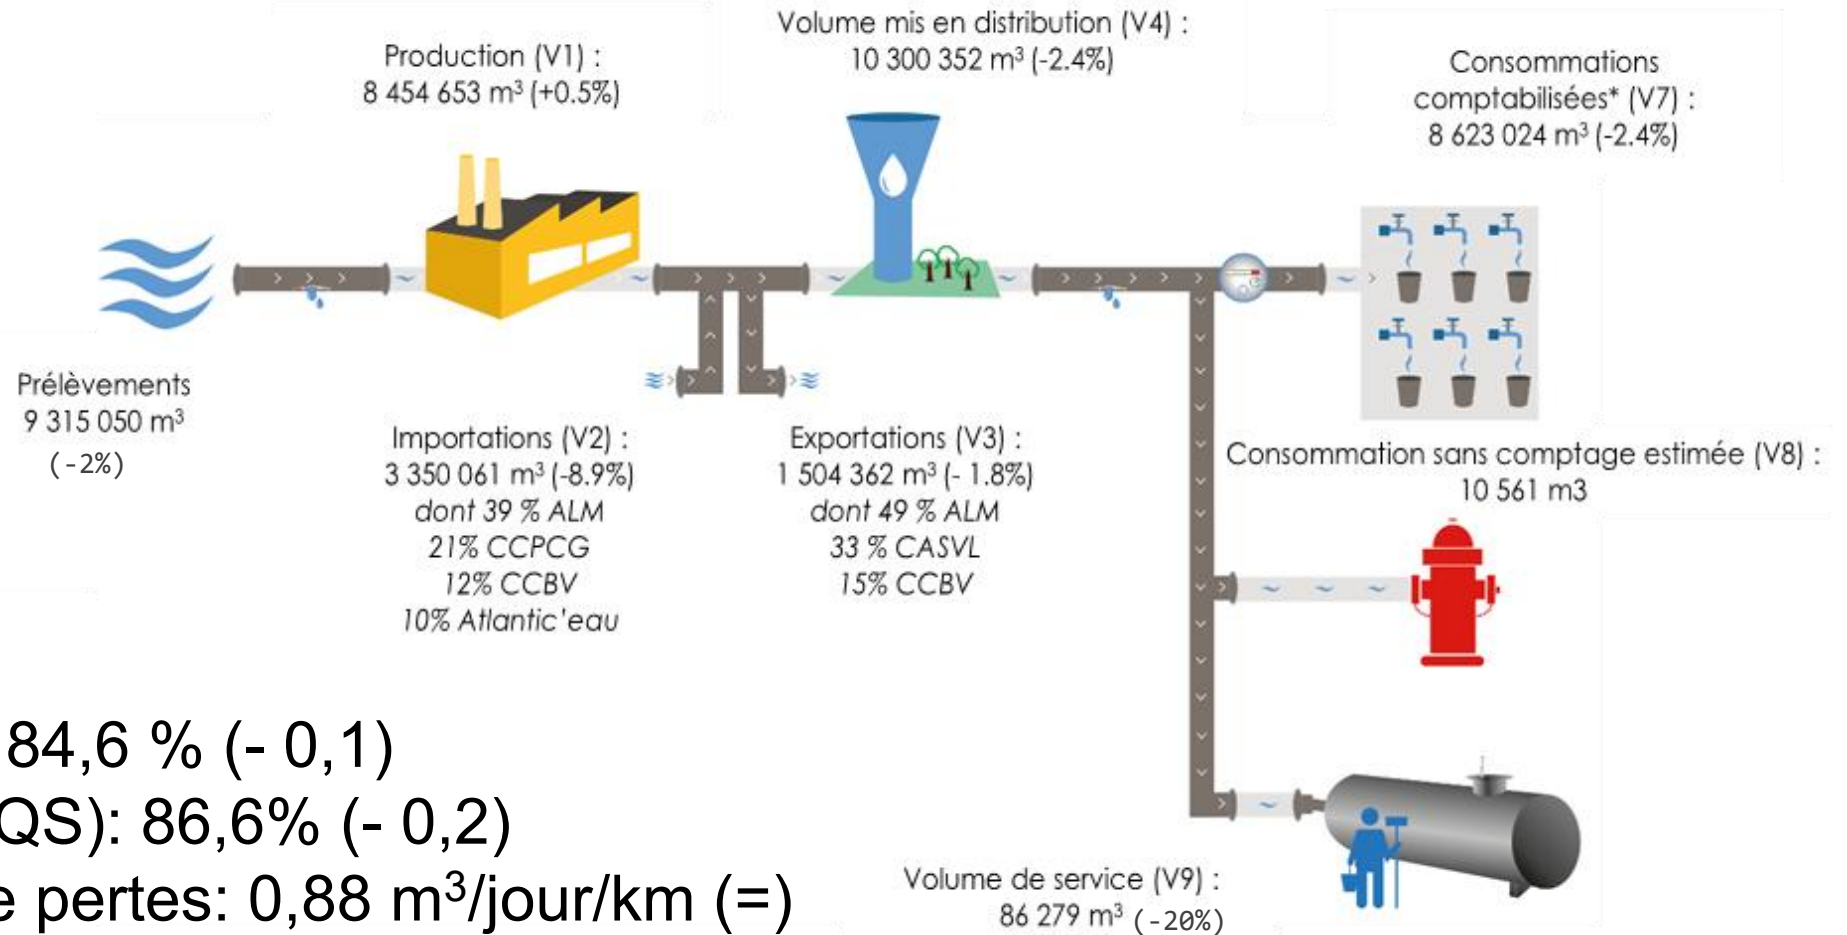 Volume mis en distribution (V4) :
10 300 352 m³ (-2.4%)
Production (V1) :
8 454 653 m³ (+0.5%)
Consommations
comptabilisées* (V7) :
8 623 024 m³ (-2.4%)
Prélèvements
9 315 050 m³
(-2%)
Importations (V2) :
3 350 061 m³ (-8.9%)
dont 39 % ALM
21% CCPCG
12% CCBV
10% Atlantic'eau
Exportations (V3) :
1 504 362 m³ (- 1.8%)
dont 49 % ALM
33 % CASVL
15% CCBV
Consommation sans comptage estimée (V8) :
10 561 m3
84,6 % (- 0,1)
QS): 86,6% (- 0,2)
e pertes: 0,88 m³/jour/km (=)
Volume de service (V9) :
86 279 m³ (-20%)